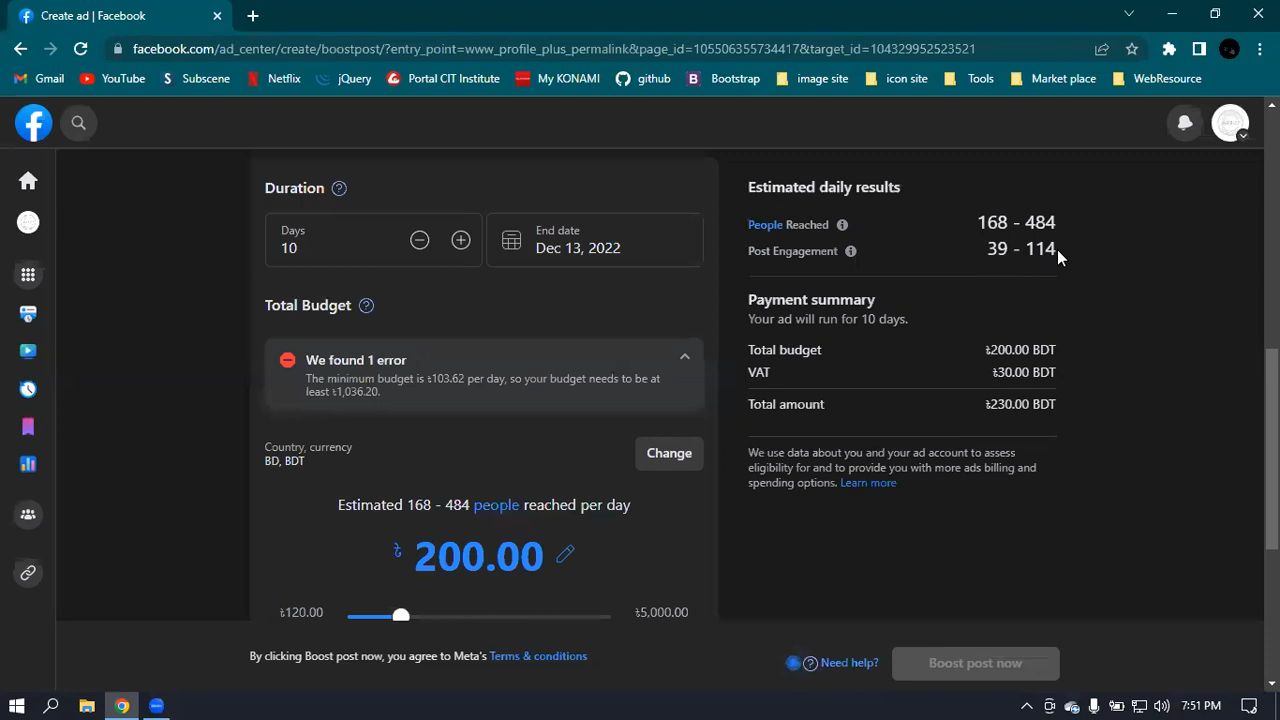 Create ad | Facebook
facebook.com/ad_center/create/boostpost/?entry_point=www_profile_plus_permalink&page_id=105506355734417&target_id=104329952523521
Gmail YouTube Subscene Netflix jQuery Portal CIT Institute My KONAMI github Bootstrap image site icon site Tools Market place WebResource
Duration
Days
10
End date
Dec 13, 2022
Total Budget
We found 1 error
The minimum budget is ৳103.62 per day, so your budget needs to be at
least ৳1,036.20.
Country, currency
BD, BDT
Change
Estimated 168 - 484 people reached per day
৳ 200.00
৳120.00
৳5,000.00
Estimated daily results
People Reached 168 - 484
Post Engagement 39 - 114
Payment summary
Your ad will run for 10 days.
Total budget ৳200.00 BDT
VAT ৳30.00 BDT
Total amount ৳230.00 BDT
We use data about you and your ad account to assess
eligibility for and to provide you with more ads billing and
spending options. Learn more
By clicking Boost post now, you agree to Meta's Terms & conditions
Need help?
Boost post now
7:51 PM